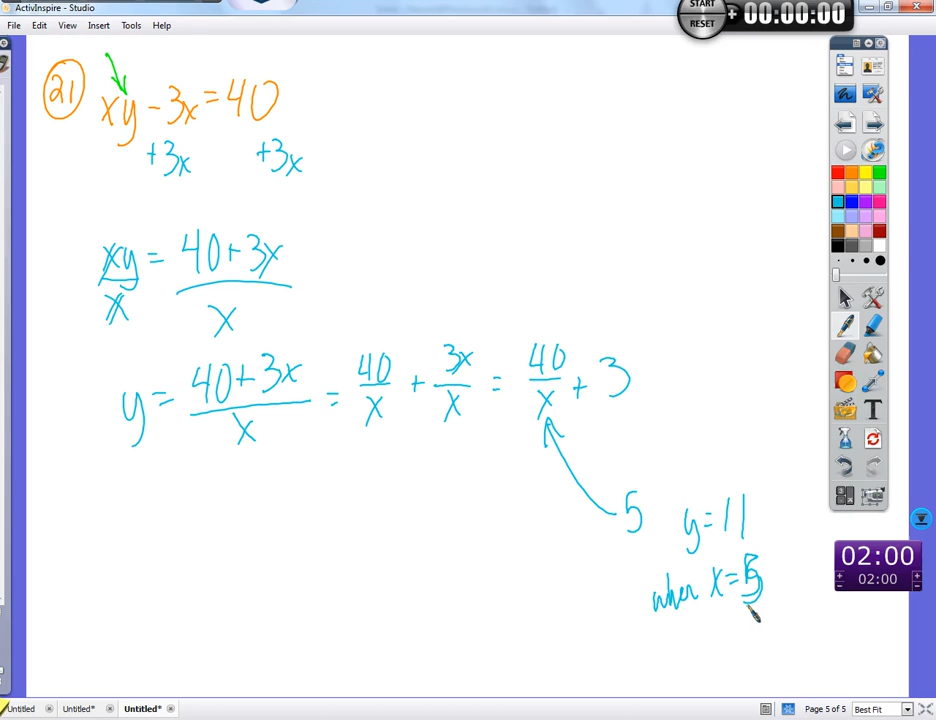 ActivInspire - Studio
File Edit View Insert Tools Help
START
RESET
+ 00:00:00
21 xy - 3x = 40
+3x +3x
xy/x = (40 + 3x)/x
y = (40 + 3x)/x = 40/x + 3x/x = 40/x + 3
5 y = 11
when x = 5
02:00
+ 02:00 +
Untitled Untitled* Untitled* Page 5 of 5 Best Fit